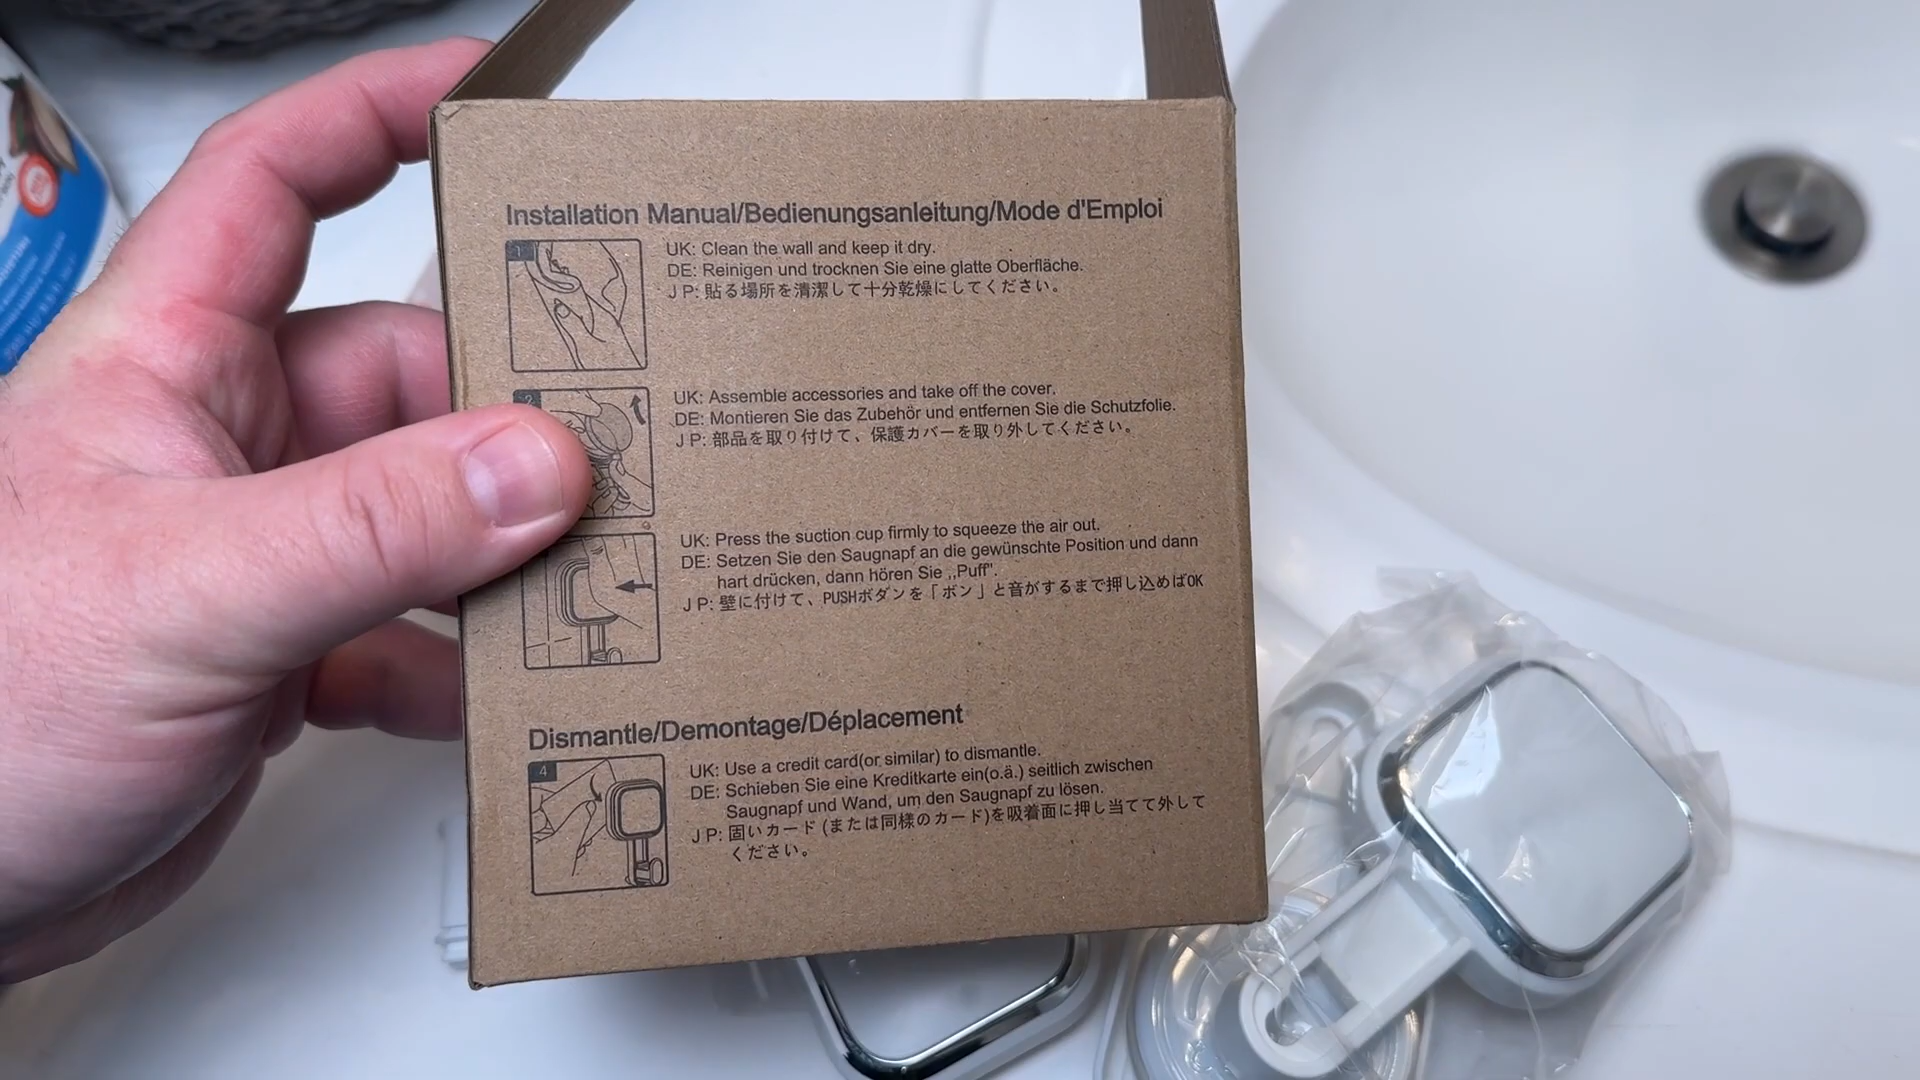 Installation Manual/Bedienungsanleitung/Mode d'Emploi
1
UK: Clean the wall and keep it dry.
DE: Reinigen und trocknen Sie eine glatte Oberfläche.
JP: 貼る場所を清潔して十分乾燥にしてください。
2
UK: Assemble accessories and take off the cover.
DE: Montieren Sie das Zubehör und entfernen Sie die Schutzfolie.
JP: 部品を取り付けて、保護カバーを取り外してください。
UK: Press the suction cup firmly to squeeze the air out.
DE: Setzen Sie den Saugnapf an die gewünschte Position und dann
hart drücken, dann hören Sie ,,Puff".
JP: 壁に付けて、PUSHボダンを「ボン」と音がするまで押し込めばOK
Dismantle/Demontage/Déplacement
4
UK: Use a credit card(or similar) to dismantle.
DE: Schieben Sie eine Kreditkarte ein(o.ä.) seitlich zwischen
Saugnapf und Wand, um den Saugnapf zu lösen.
JP: 固いカード (または同様のカード)を吸着面に押し当てて外して
ください。